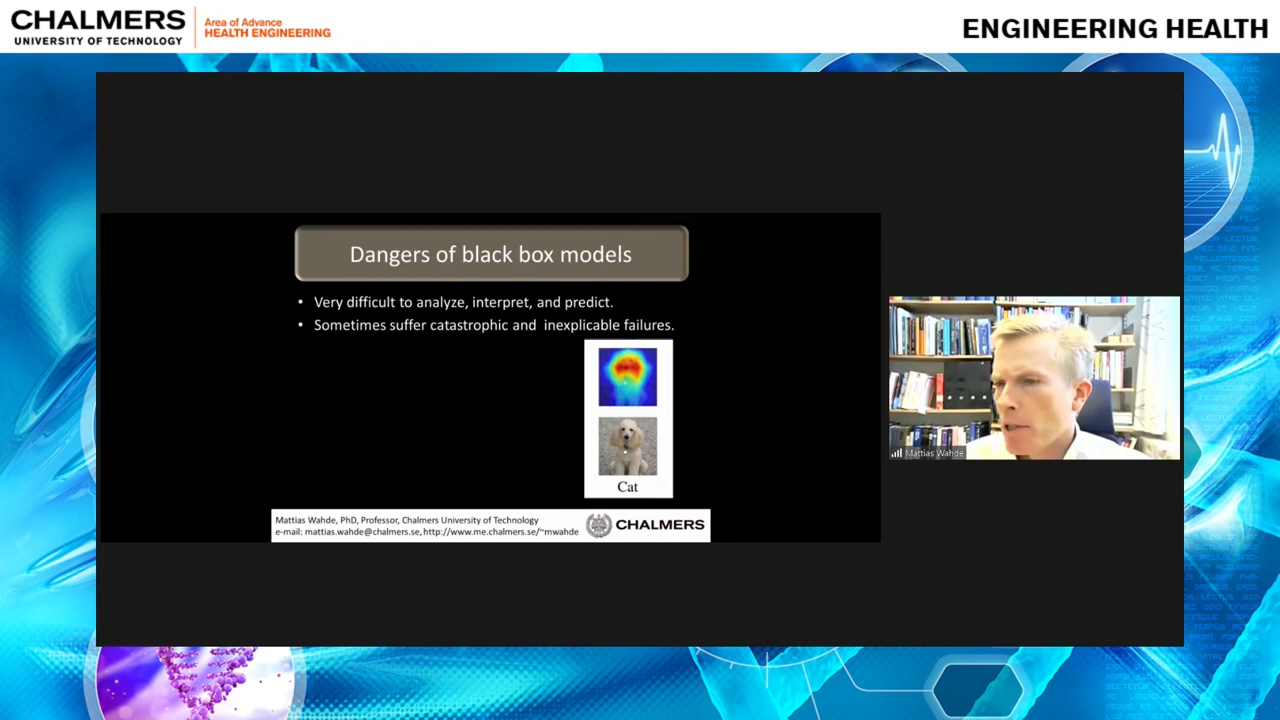 CHALMERS
UNIVERSITY OF TECHNOLOGY
Area of Advance
HEALTH ENGINEERING
ENGINEERING HEALTH
Dangers of black box models
• Very difficult to analyze, interpret, and predict.
• Sometimes suffer catastrophic and inexplicable failures.
Cat
Mattias Wahde, PhD, Professor, Chalmers University of Technology
e-mail: mattias.wahde@chalmers.se, http://www.me.chalmers.se/~mwahde
CHALMERS
Mattias Wahde